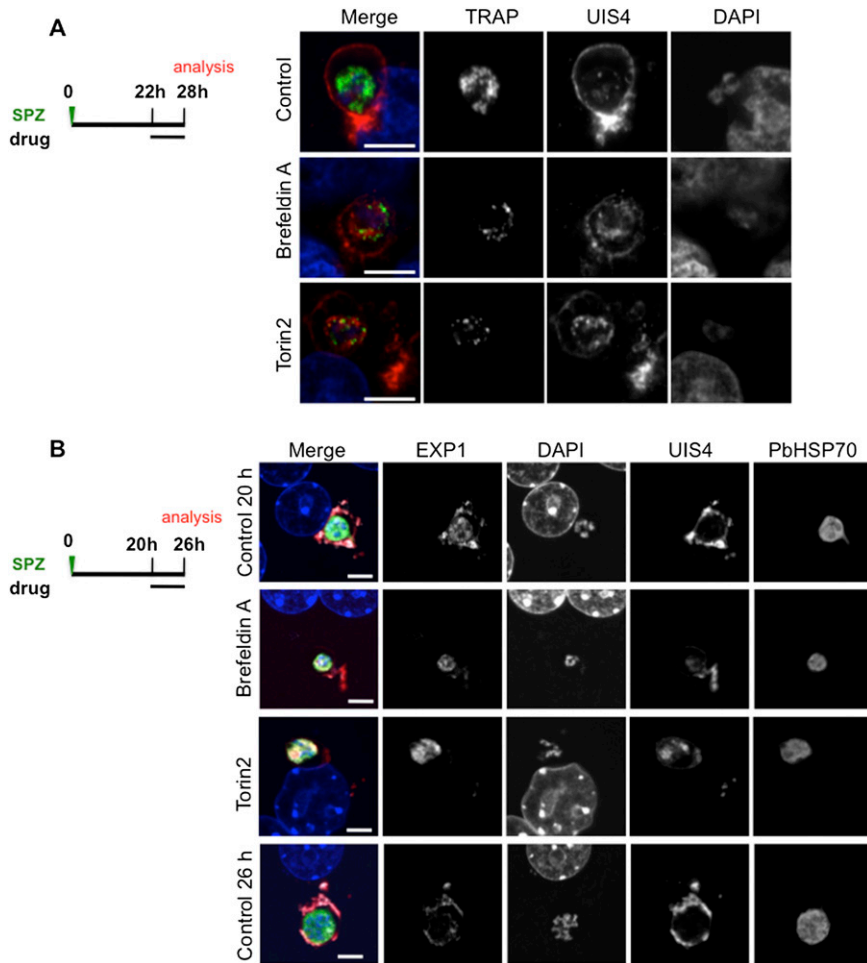 A
Merge TRAP UIS4 DAPI
analysis
0 22h 28h
SPZ
drug
Control
Brefeldin A
Torin2
B
Merge EXP1 DAPI UIS4 PbHSP70
analysis
0 20h 26h
SPZ
drug
Control 20 h
Brefeldin A
Torin2
Control 26 h